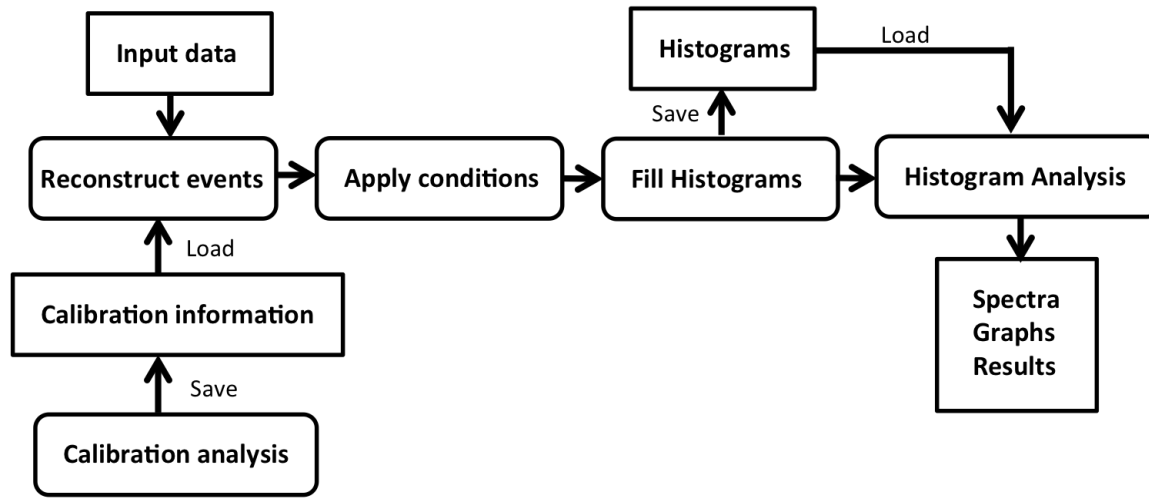 Input data
Histograms
Load
Save
Reconstruct events
Apply conditions
Fill Histograms
Histogram Analysis
Load
Calibration information
Spectra
Graphs
Results
Save
Calibration analysis